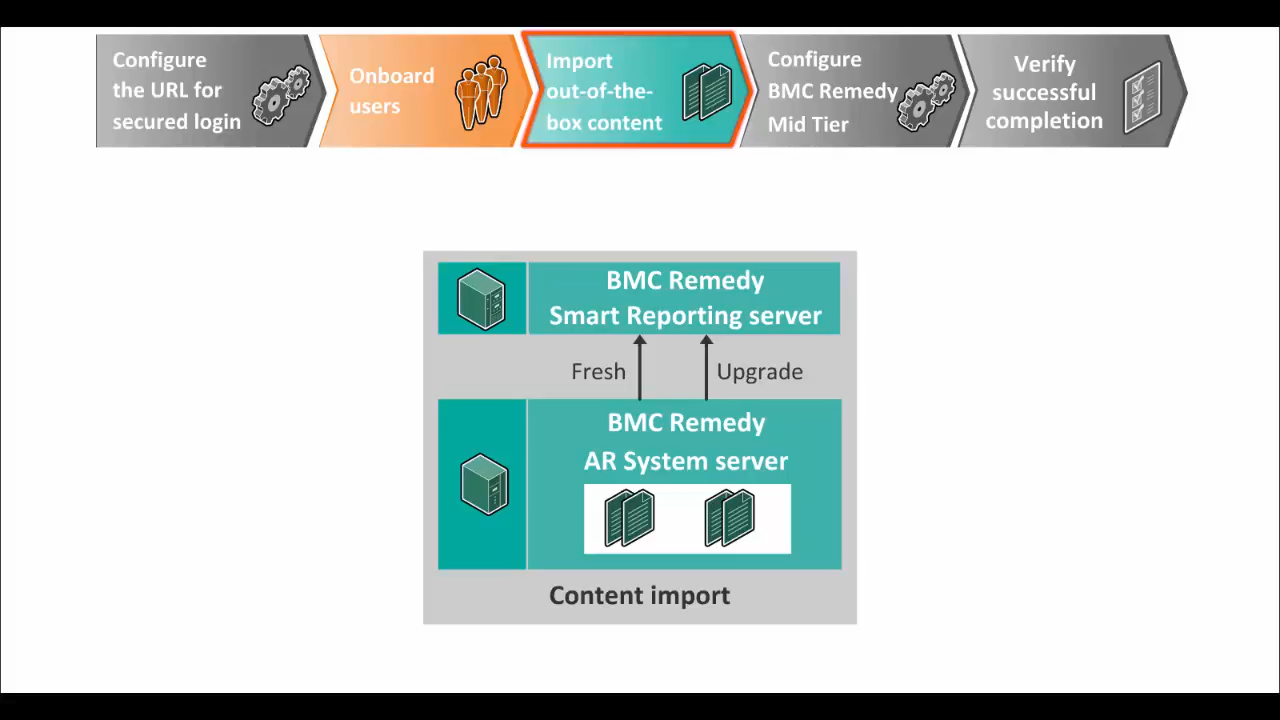 Configure
the URL for
secured login
Onboard
users
Import
out-of-the-
box content
Configure
BMC Remedy
Mid Tier
Verify
successful
completion
BMC Remedy
Smart Reporting server
Fresh
Upgrade
BMC Remedy
AR System server
Content import